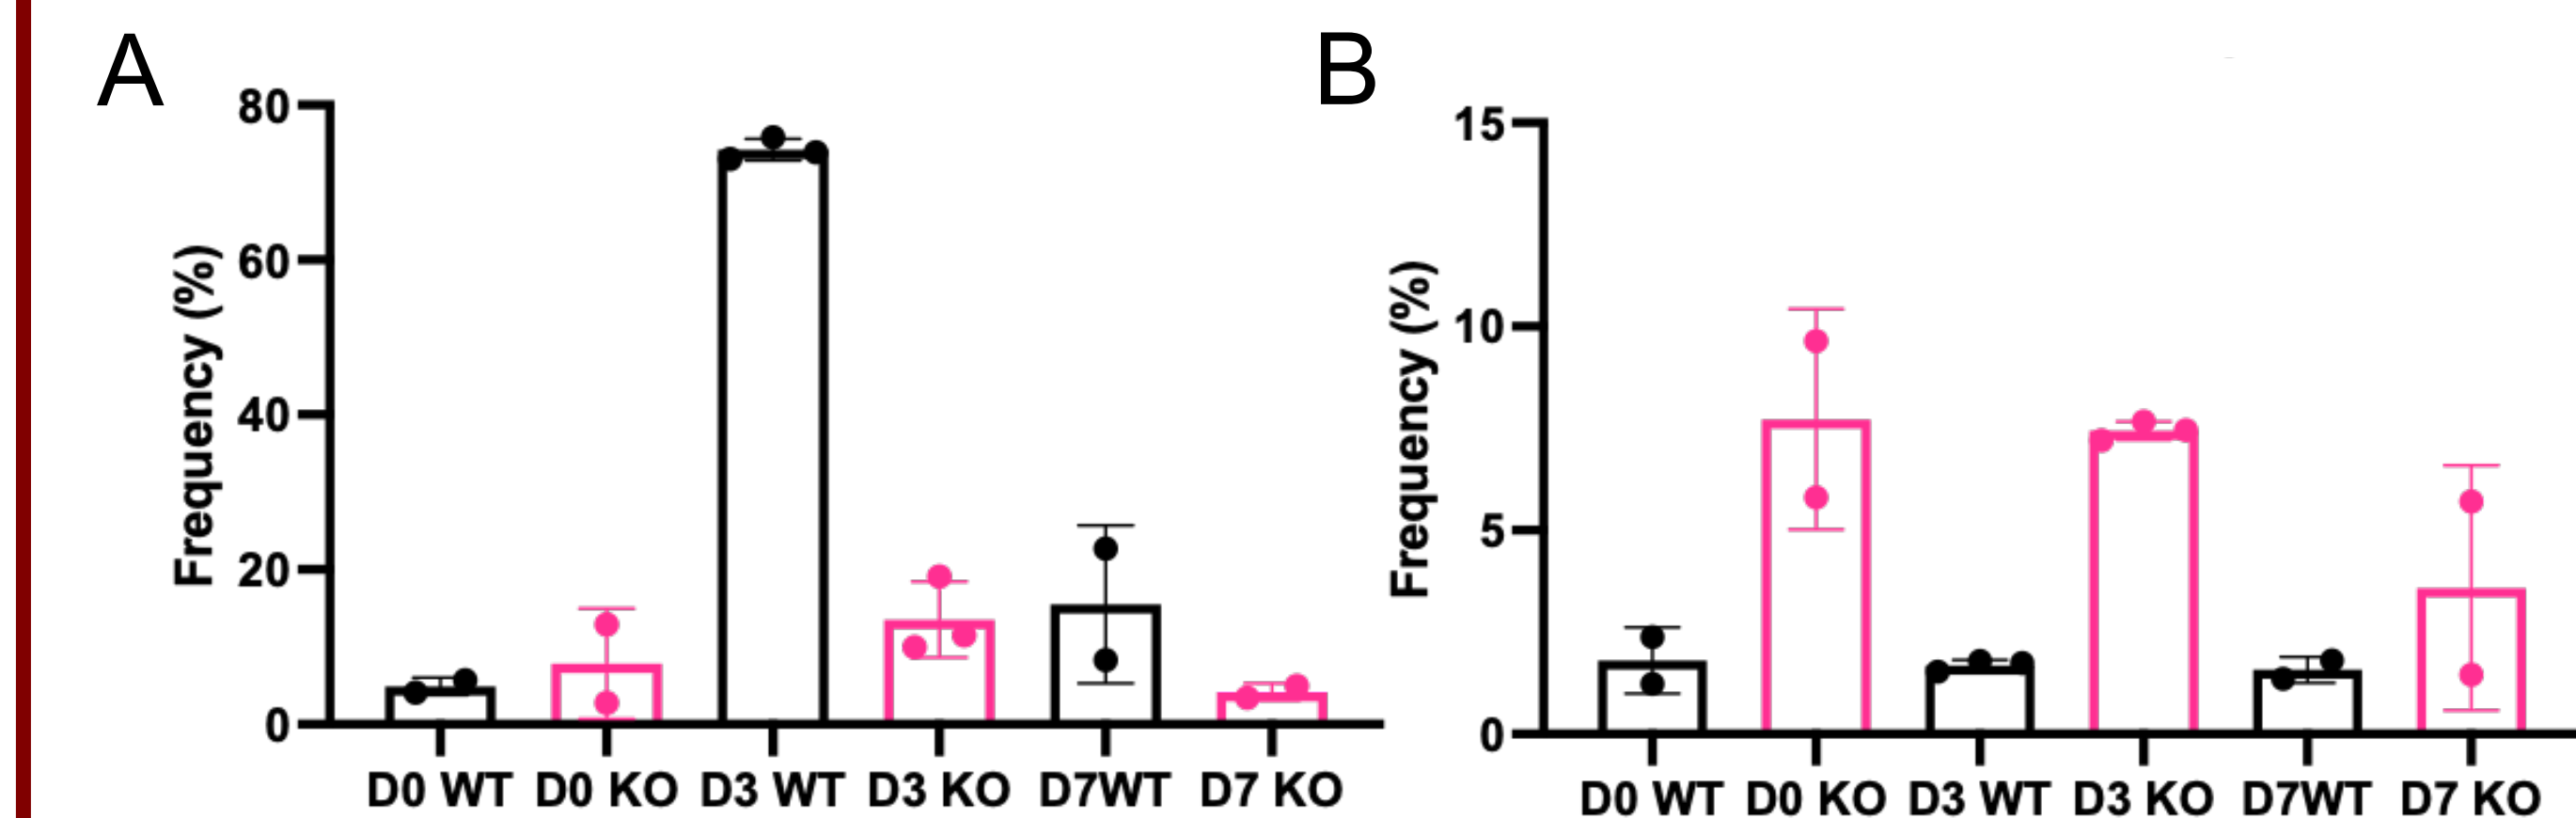 A
80
60
40
20
0
Frequency (%)
D0 WT D0 KO D3 WT D3 KO D7WT D7 KO
B
15
10
5
0
Frequency (%)
D0 WT D0 KO D3 WT D3 KO D7WT D7 KO